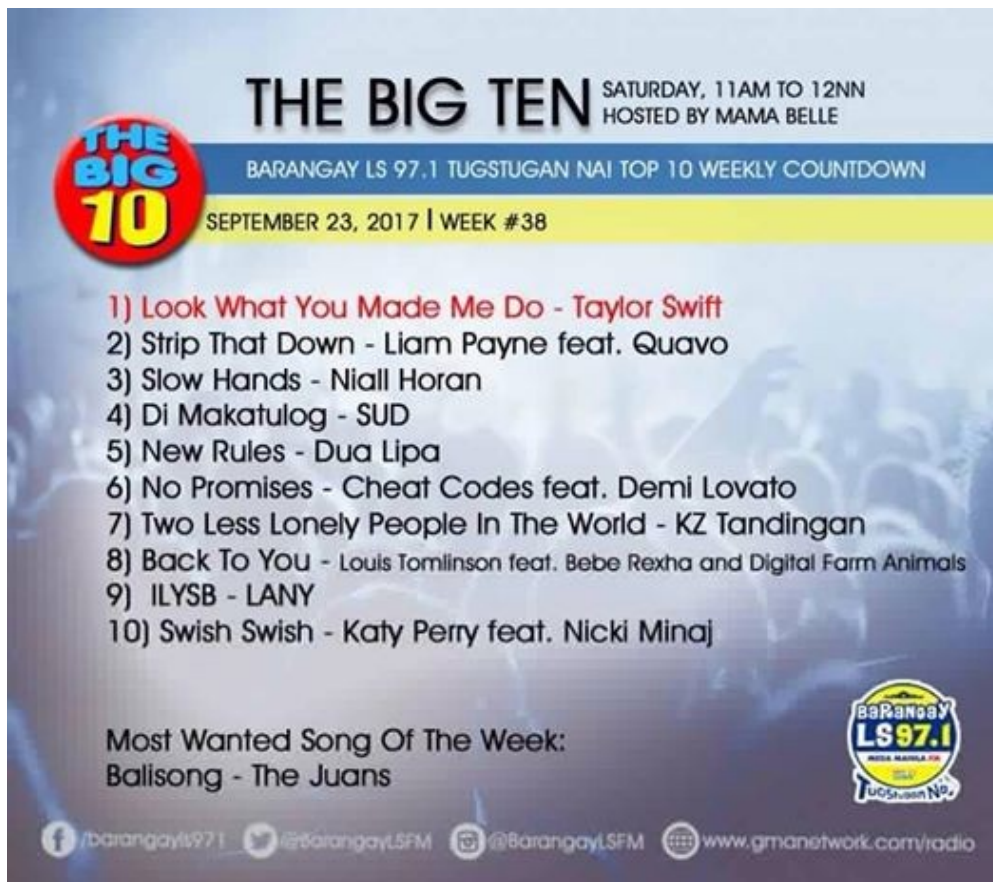 THE BIG TEN
SATURDAY, 11AM TO 12NN
HOSTED BY MAMA BELLE
THE
BIG
10
BARANGAY LS 97.1 TUGSTUGAN NA! TOP 10 WEEKLY COUNTDOWN
SEPTEMBER 23, 2017 | WEEK #38
1) Look What You Made Me Do - Taylor Swift
2) Strip That Down - Liam Payne feat. Quavo
3) Slow Hands - Niall Horan
4) Di Makatulog - SUD
5) New Rules - Dua Lipa
6) No Promises - Cheat Codes feat. Demi Lovato
7) Two Less Lonely People In The World - KZ Tandingan
8) Back To You - Louis Tomlinson feat. Bebe Rexha and Digital Farm Animals
9) ILYSB - LANY
10) Swish Swish - Katy Perry feat. Nicki Minaj
Most Wanted Song Of The Week:
Balisong - The Juans
BaRaNGaY
LS 97.1
MEGA MANILA FM
TuGStuGaN Na!
/barangayls971 @BarangayLSFM @BarangayLSFM www.gmanetwork.com/radio